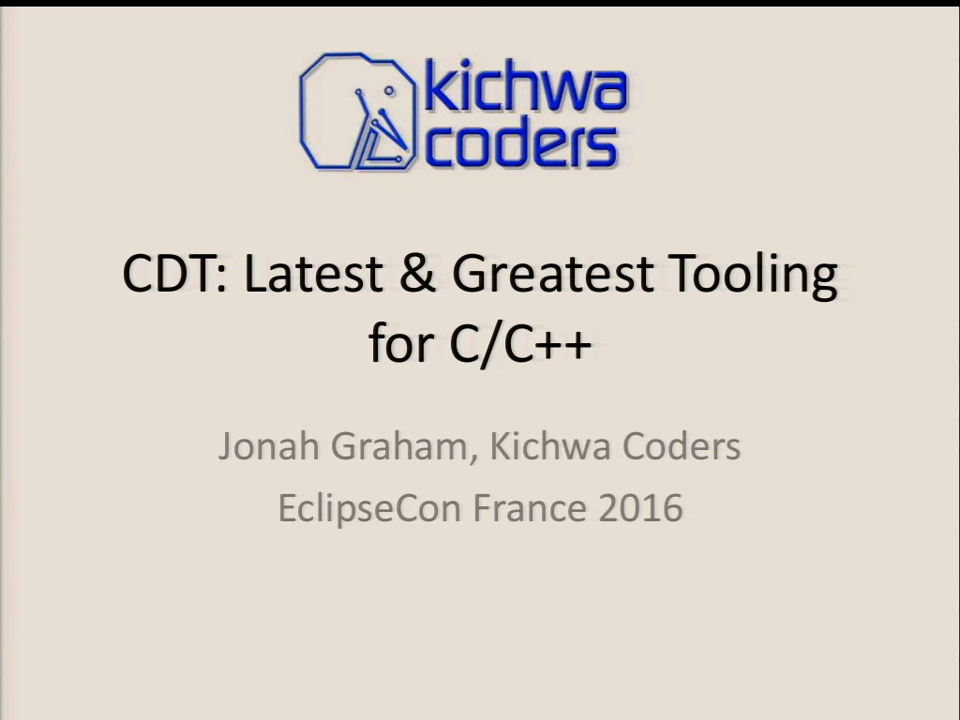 kichwa
coders
CDT: Latest & Greatest Tooling
for C/C++
Jonah Graham, Kichwa Coders
EclipseCon France 2016